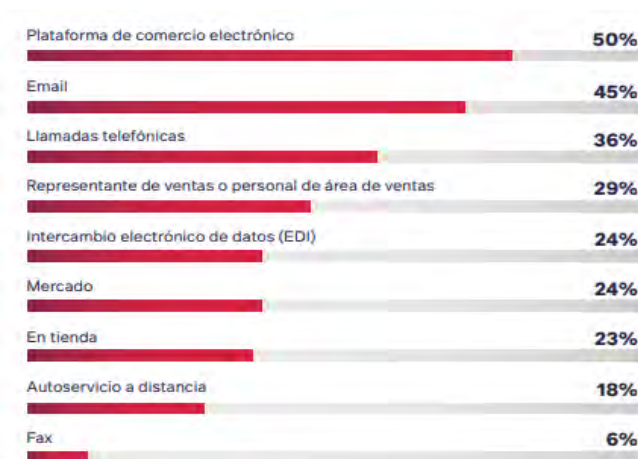 Plataforma de comercio electrónico 50%
Email 45%
Llamadas telefónicas 36%
Representante de ventas o personal de área de ventas 29%
Intercambio electrónico de datos (EDI) 24%
Mercado 24%
En tienda 23%
Autoservicio a distancia 18%
Fax 6%